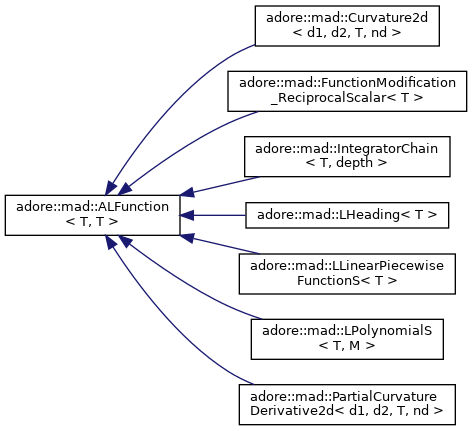 adore::mad::Curvature2d
< d1, d2, T, nd >
adore::mad::FunctionModification
_ReciprocalScalar< T >
adore::mad::IntegratorChain
< T, depth >
adore::mad::ALFunction
< T, T >
adore::mad::LHeading< T >
adore::mad::LLinearPiecewise
FunctionS< T >
adore::mad::LPolynomialS
< T, M >
adore::mad::PartialCurvature
Derivative2d< d1, d2, T, nd >